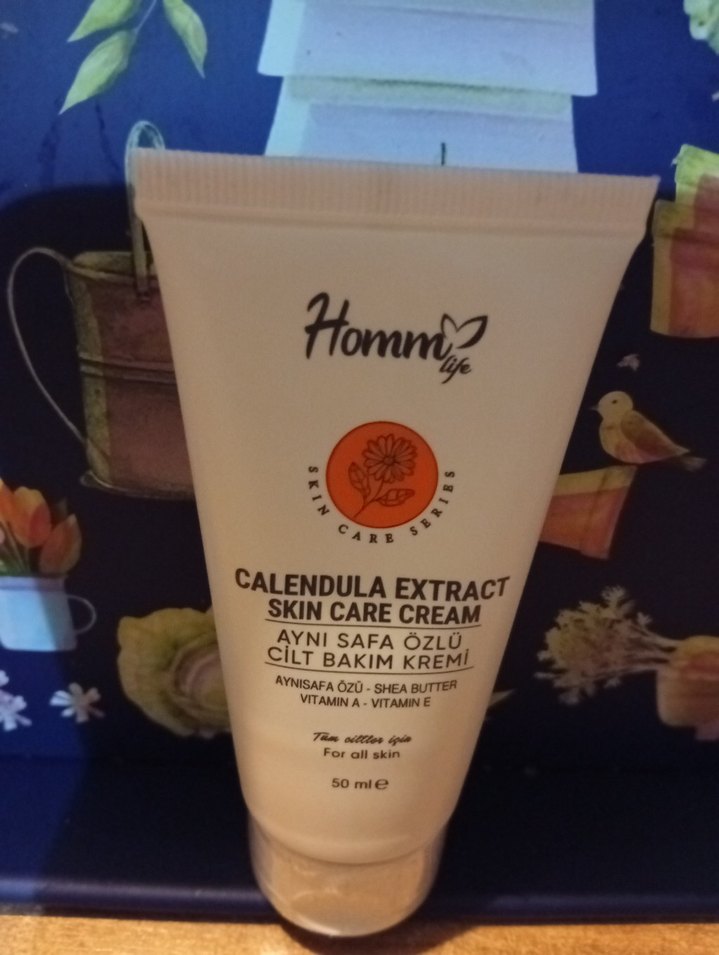 Homm life
SKIN CARE SERIES
CALENDULA EXTRACT
SKIN CARE CREAM
AYNI SAFA ÖZLÜ
CİLT BAKIM KREMİ
AYNISAFA ÖZÜ - SHEA BUTTER
VITAMIN A - VITAMIN E
Tüm ciltler için
For all skin
50 ml ℮